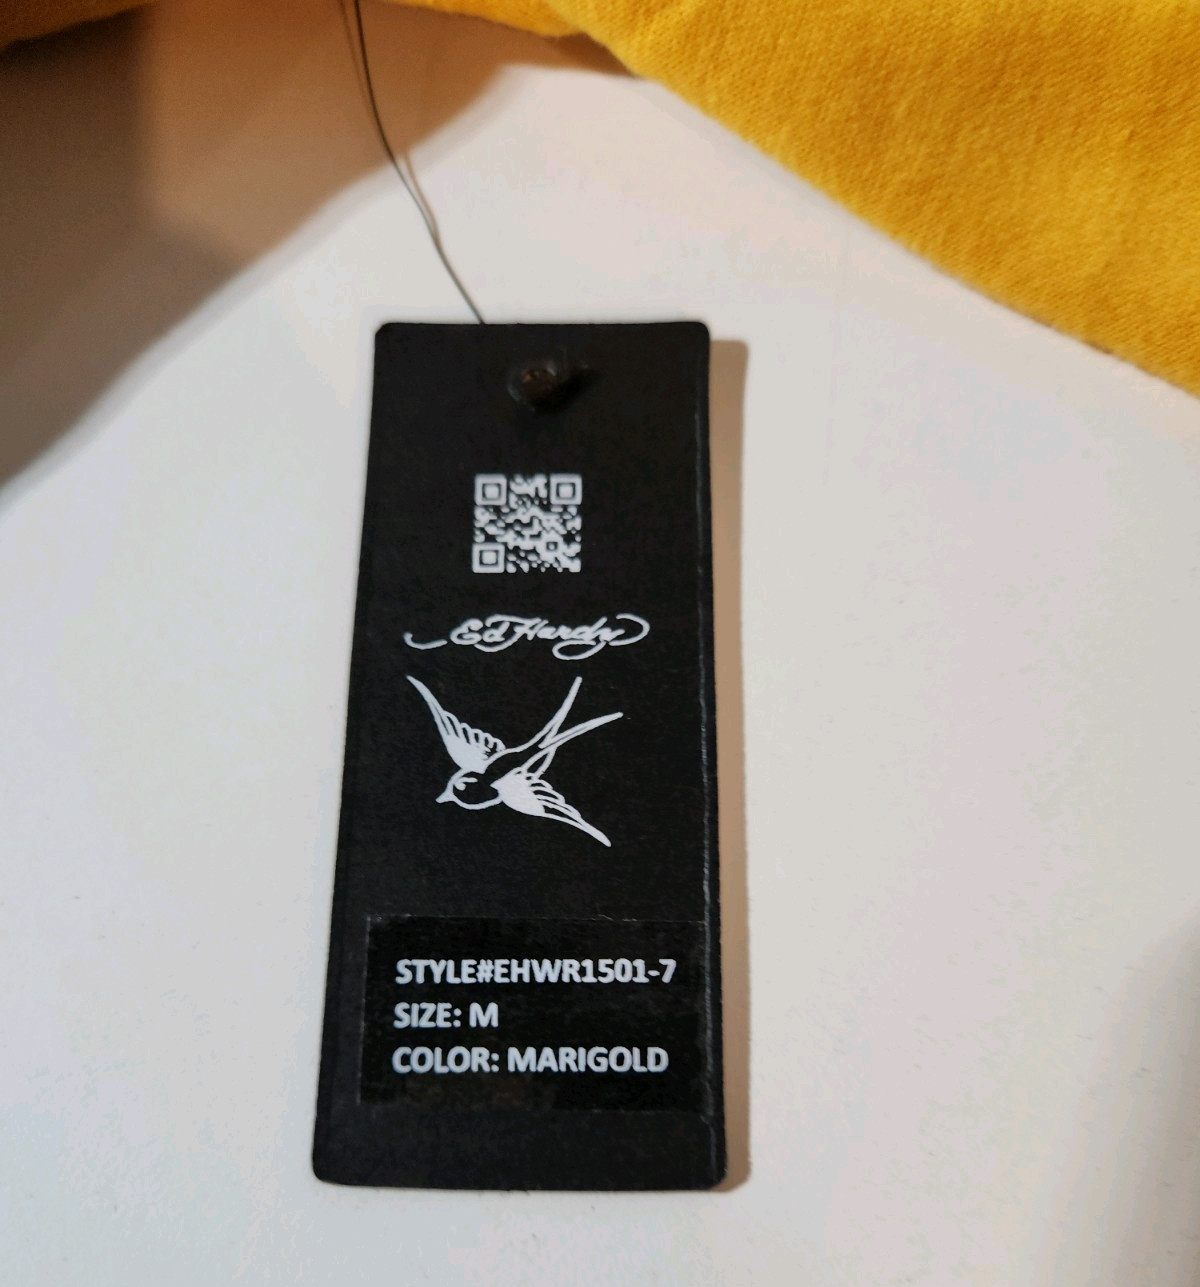 Ed Hardy
STYLE#EHWR1501-7
SIZE: M
COLOR: MARIGOLD